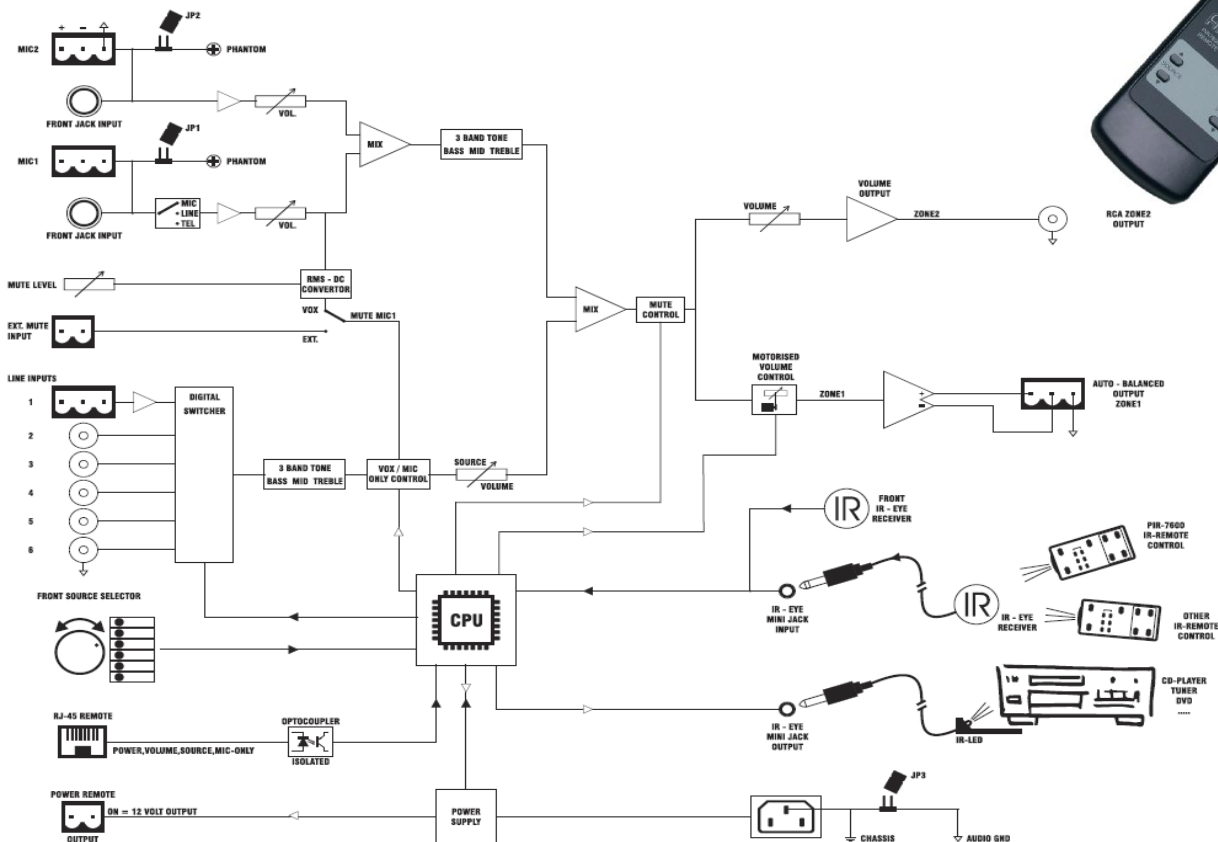 JP2
+ -
MIC2
PHANTOM
FRONT JACK INPUT
VOL.
JP1
MIC1
PHANTOM
MIX
3 BAND TONE
BASS MID TREBLE
MIC
LINE
TEL
FRONT JACK INPUT
VOL.
VOLUME
OUTPUT
VOLUME
ZONE2
RCA ZONE2
OUTPUT
MUTE LEVEL
RMS - DC
CONVERTOR
VOX
MUTE MIC1
EXT. MUTE
INPUT
EXT.
MIX
MUTE
CONTROL
MOTORISED
VOLUME
CONTROL
ZONE1
+
-
AUTO - BALANCED
OUTPUT
ZONE1
LINE INPUTS
1
2
3
4
5
6
DIGITAL
SWITCHER
3 BAND TONE
BASS MID TREBLE
VOX / MIC
ONLY CONTROL
SOURCE
VOLUME
IR
FRONT
IR - EYE
RECEIVER
PIR-7600
IR-REMOTE
CONTROL
FRONT SOURCE SELECTOR
CPU
IR - EYE
MINI JACK
INPUT
IR
IR - EYE
RECEIVER
OTHER
IR-REMOTE
CONTROL
RJ-45 REMOTE
POWER,VOLUME,SOURCE,MIC-ONLY
OPTOCOUPLER
ISOLATED
IR - EYE
MINI JACK
OUTPUT
IR-LED
CD-PLAYER
TUNER
DVD
.....
POWER REMOTE
ON = 12 VOLT OUTPUT
OUTPUT
POWER
SUPPLY
JP3
CHASSIS
AUDIO GND
SOURCE